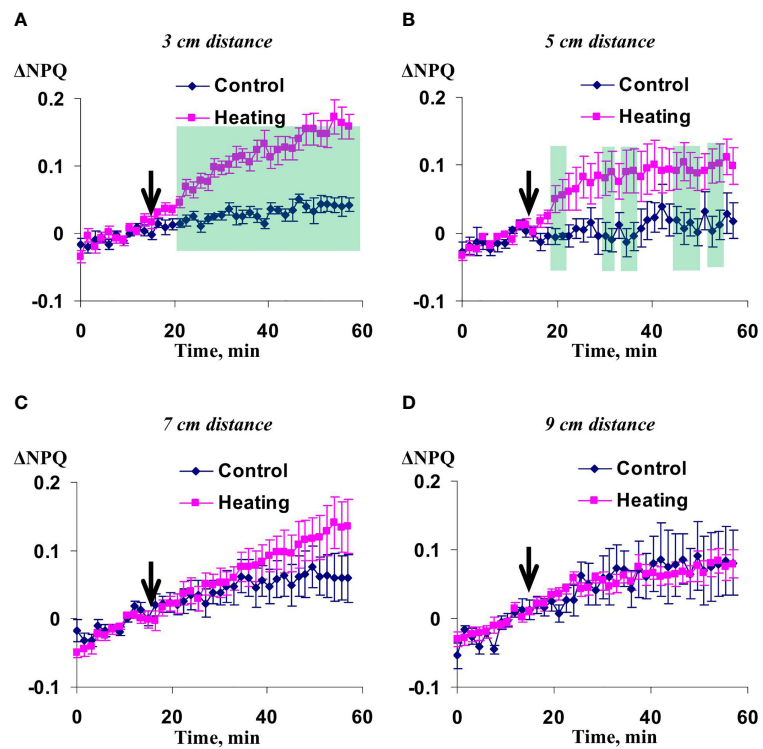 A
3 cm distance
ΔNPQ
Control
Heating
0.2
0.1
0
-0.1
0 20 40 60
Time, min
B
5 cm distance
ΔNPQ
Control
Heating
0.2
0.1
0
-0.1
0 20 40 60
Time, min
C
7 cm distance
ΔNPQ
Control
Heating
0.2
0.1
0
-0.1
0 20 40 60
Time, min
D
9 cm distance
ΔNPQ
Control
Heating
0.2
0.1
0
-0.1
0 20 40 60
Time, min